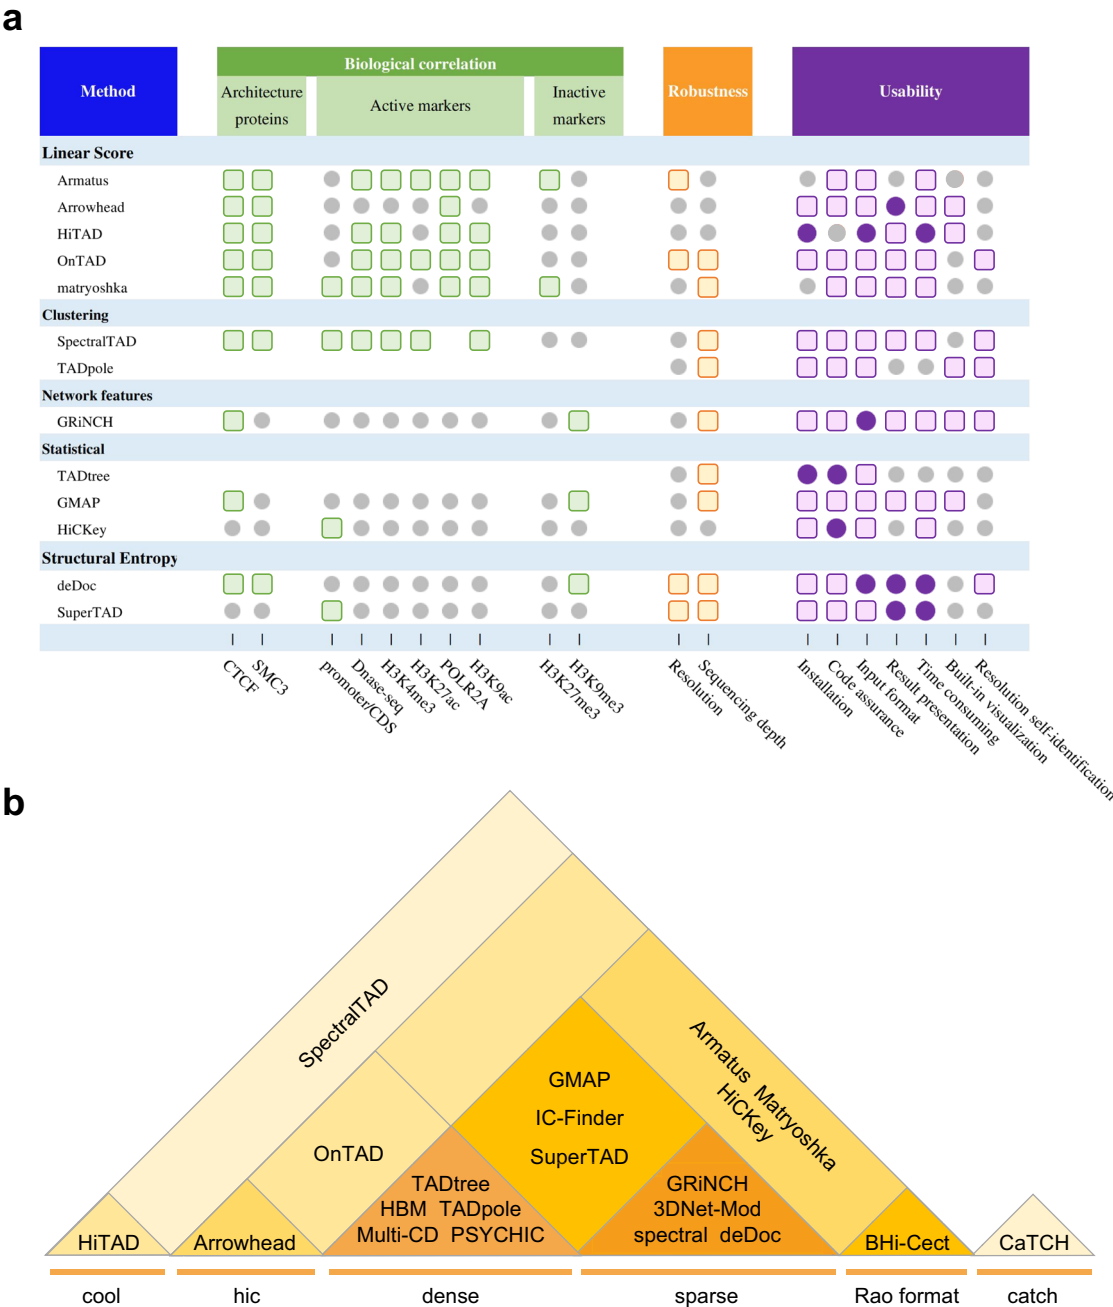 a
Method
Biological correlation
Robustness
Usability
Architecture
proteins
Active markers
Inactive
markers
Linear Score
Armatus
Arrowhead
HiTAD
OnTAD
matryoshka
Clustering
SpectralTAD
TADpole
Network features
GRiNCH
Statistical
TADtree
GMAP
HiCKey
Structural Entropy
deDoc
SuperTAD
CTCF
SMC3
promoter/CDS
Dnase-seq
H3K4me3
H3K27ac
POLR2A
H3K9ac
H3K27me3
H3K9me3
Resolution
Sequencing depth
Installation
Code assurance
Input format
Result presentation
Time consuming
Built-in visualization
Resolution self-identification
b
SpectralTAD
Armatus Matryoshka
HiCKey
GMAP
IC-Finder
SuperTAD
OnTAD
TADtree
HBM TADpole
Multi-CD PSYCHIC
GRiNCH
3DNet-Mod
spectral deDoc
HiTAD
Arrowhead
BHi-Cect
CaTCH
cool
hic
dense
sparse
Rao format
catch